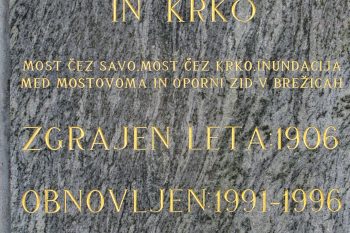 IN KRKO
MOST ČEZ SAVO, MOST ČEZ KRKO, INUNDACIJA
MED MOSTOVOMA IN OPORNI ZID V BREŽICAH
ZGRAJEN LETA:1906
OBNOVLJEN:1991-1996